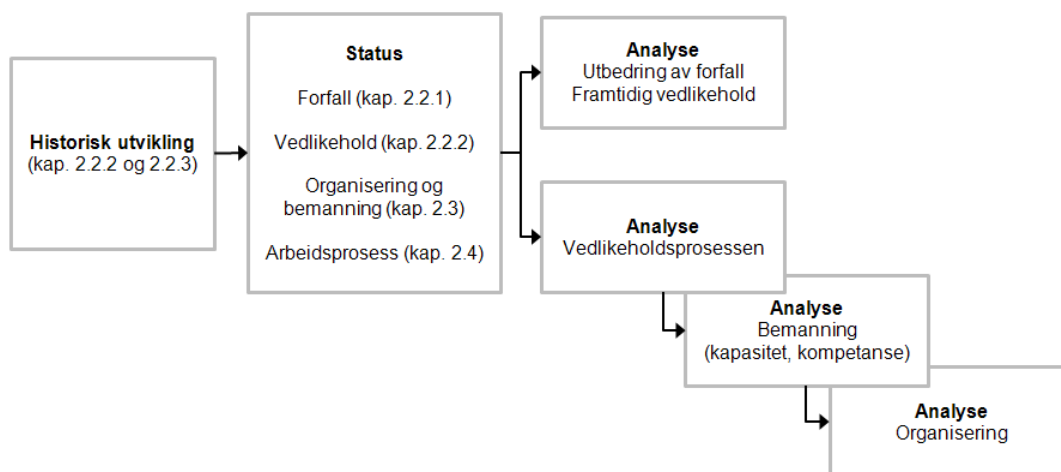 Historisk utvikling
(kap. 2.2.2 og 2.2.3)
Status
Forfall (kap. 2.2.1)
Vedlikehold (kap. 2.2.2)
Organisering og
bemanning (kap. 2.3)
Arbeidsprosess (kap. 2.4)
Analyse
Utbedring av forfall
Framtidig vedlikehold
Analyse
Vedlikeholdsprosessen
Analyse
Bemanning
(kapasitet, kompetanse)
Analyse
Organisering